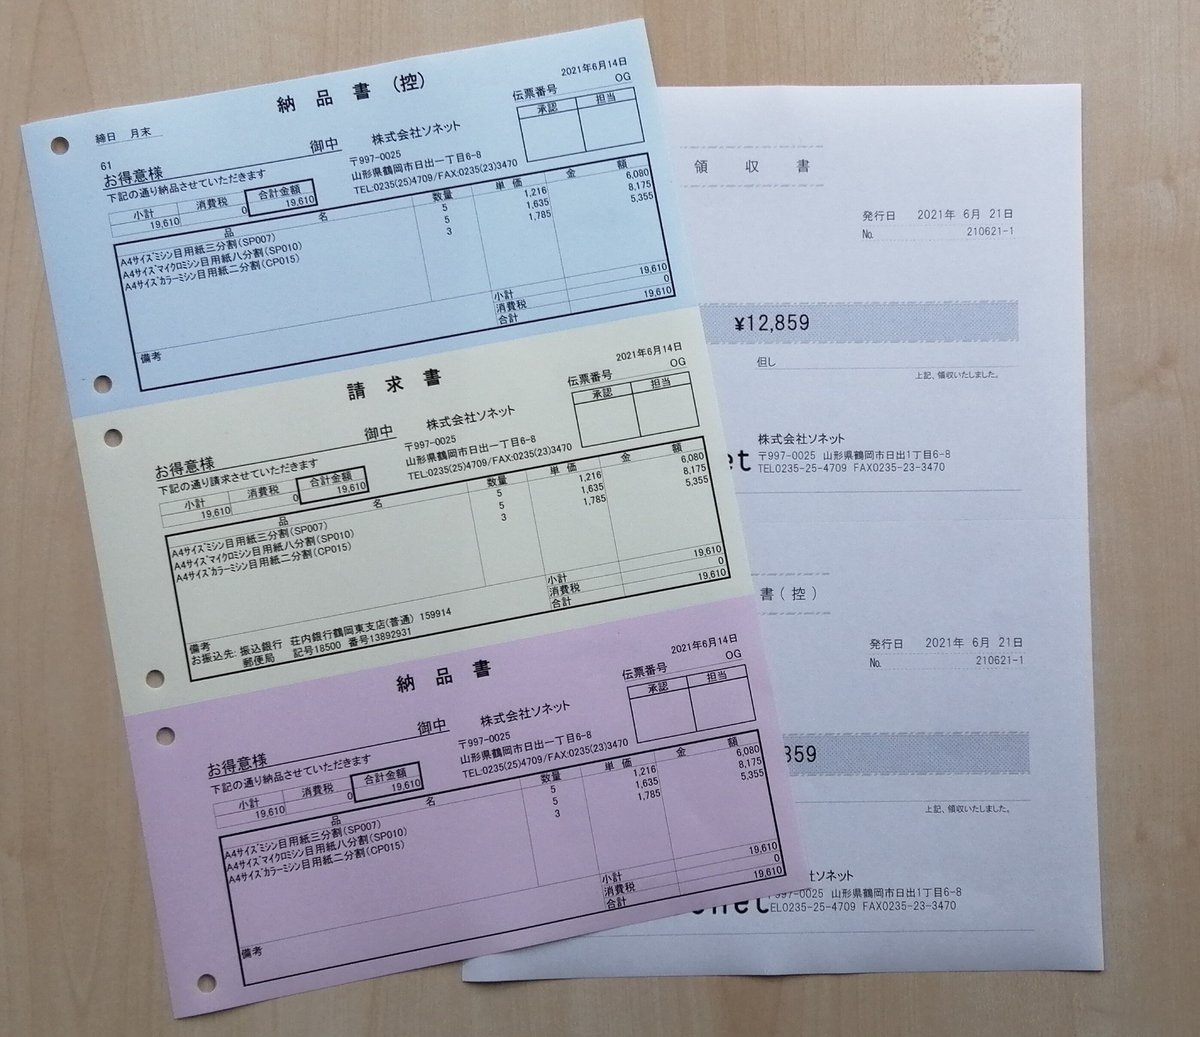 納品書(控)
2021年6月14日
OG
締日 月末
伝票番号
承認 担当
61
お得意様 御中
株式会社ソネット
〒997-0025
山形県鶴岡市日出一丁目6-8
TEL:0235(25)4709/FAX:0235(23)3470
下記の通り納品させていただきます
小計 消費税 合計金額
19,610 0 19,610
品名 数量 単価 金額
A4サイズミシン目用紙三分割(SP007) 5 1,216 6,080
A4サイズマイクロミシン目用紙八分割(SP010) 5 1,635 8,175
A4サイズカラーミシン目用紙二分割(CP015) 3 1,785 5,355
小計 19,610
消費税 0
合計 19,610
備考
請求書
2021年6月14日
OG
伝票番号
承認 担当
お得意様 御中
株式会社ソネット
〒997-0025
山形県鶴岡市日出一丁目6-8
TEL:0235(25)4709/FAX:0235(23)3470
下記の通り請求させていただきます
小計 消費税 合計金額
19,610 0 19,610
品名 数量 単価 金額
A4サイズミシン目用紙三分割(SP007) 5 1,216 6,080
A4サイズマイクロミシン目用紙八分割(SP010) 5 1,635 8,175
A4サイズカラーミシン目用紙二分割(CP015) 3 1,785 5,355
小計 19,610
消費税 0
合計 19,610
備考
お振込先: 振込銀行 荘内銀行鶴岡東支店(普通) 159914
郵便局 記号18500 番号13892931
納品書
2021年6月14日
OG
伝票番号
承認 担当
お得意様 御中
株式会社ソネット
〒997-0025
山形県鶴岡市日出一丁目6-8
TEL:0235(25)4709/FAX:0235(23)3470
下記の通り納品させていただきます
小計 消費税 合計金額
19,610 0 19,610
品名 数量 単価 金額
A4サイズミシン目用紙三分割(SP007) 5 1,216 6,080
A4サイズマイクロミシン目用紙八分割(SP010) 5 1,635 8,175
A4サイズカラーミシン目用紙二分割(CP015) 3 1,785 5,355
小計 19,610
消費税 0
合計 19,610
備考
領収書
発行日 2021年 6月 21日
No. 210621-1
¥12,859
但し
上記、領収いたしました。
et
株式会社ソネット
〒997-0025 山形県鶴岡市日出1丁目6-8
TEL0235-25-4709 FAX0235-23-3470
書(控)
発行日 2021年 6月 21日
No. 210621-1
859
上記、領収いたしました。
net
社ソネット
〒997-0025 山形県鶴岡市日出1丁目6-8
EL0235-25-4709 FAX0235-23-3470